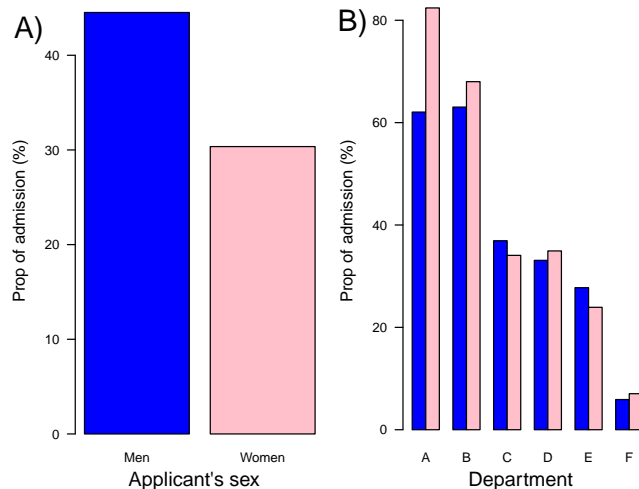 A)
Prop of admission (%)
40
30
20
10
0
Men Women
Applicant's sex
B)
Prop of admission (%)
80
60
40
20
0
A B C D E F
Department